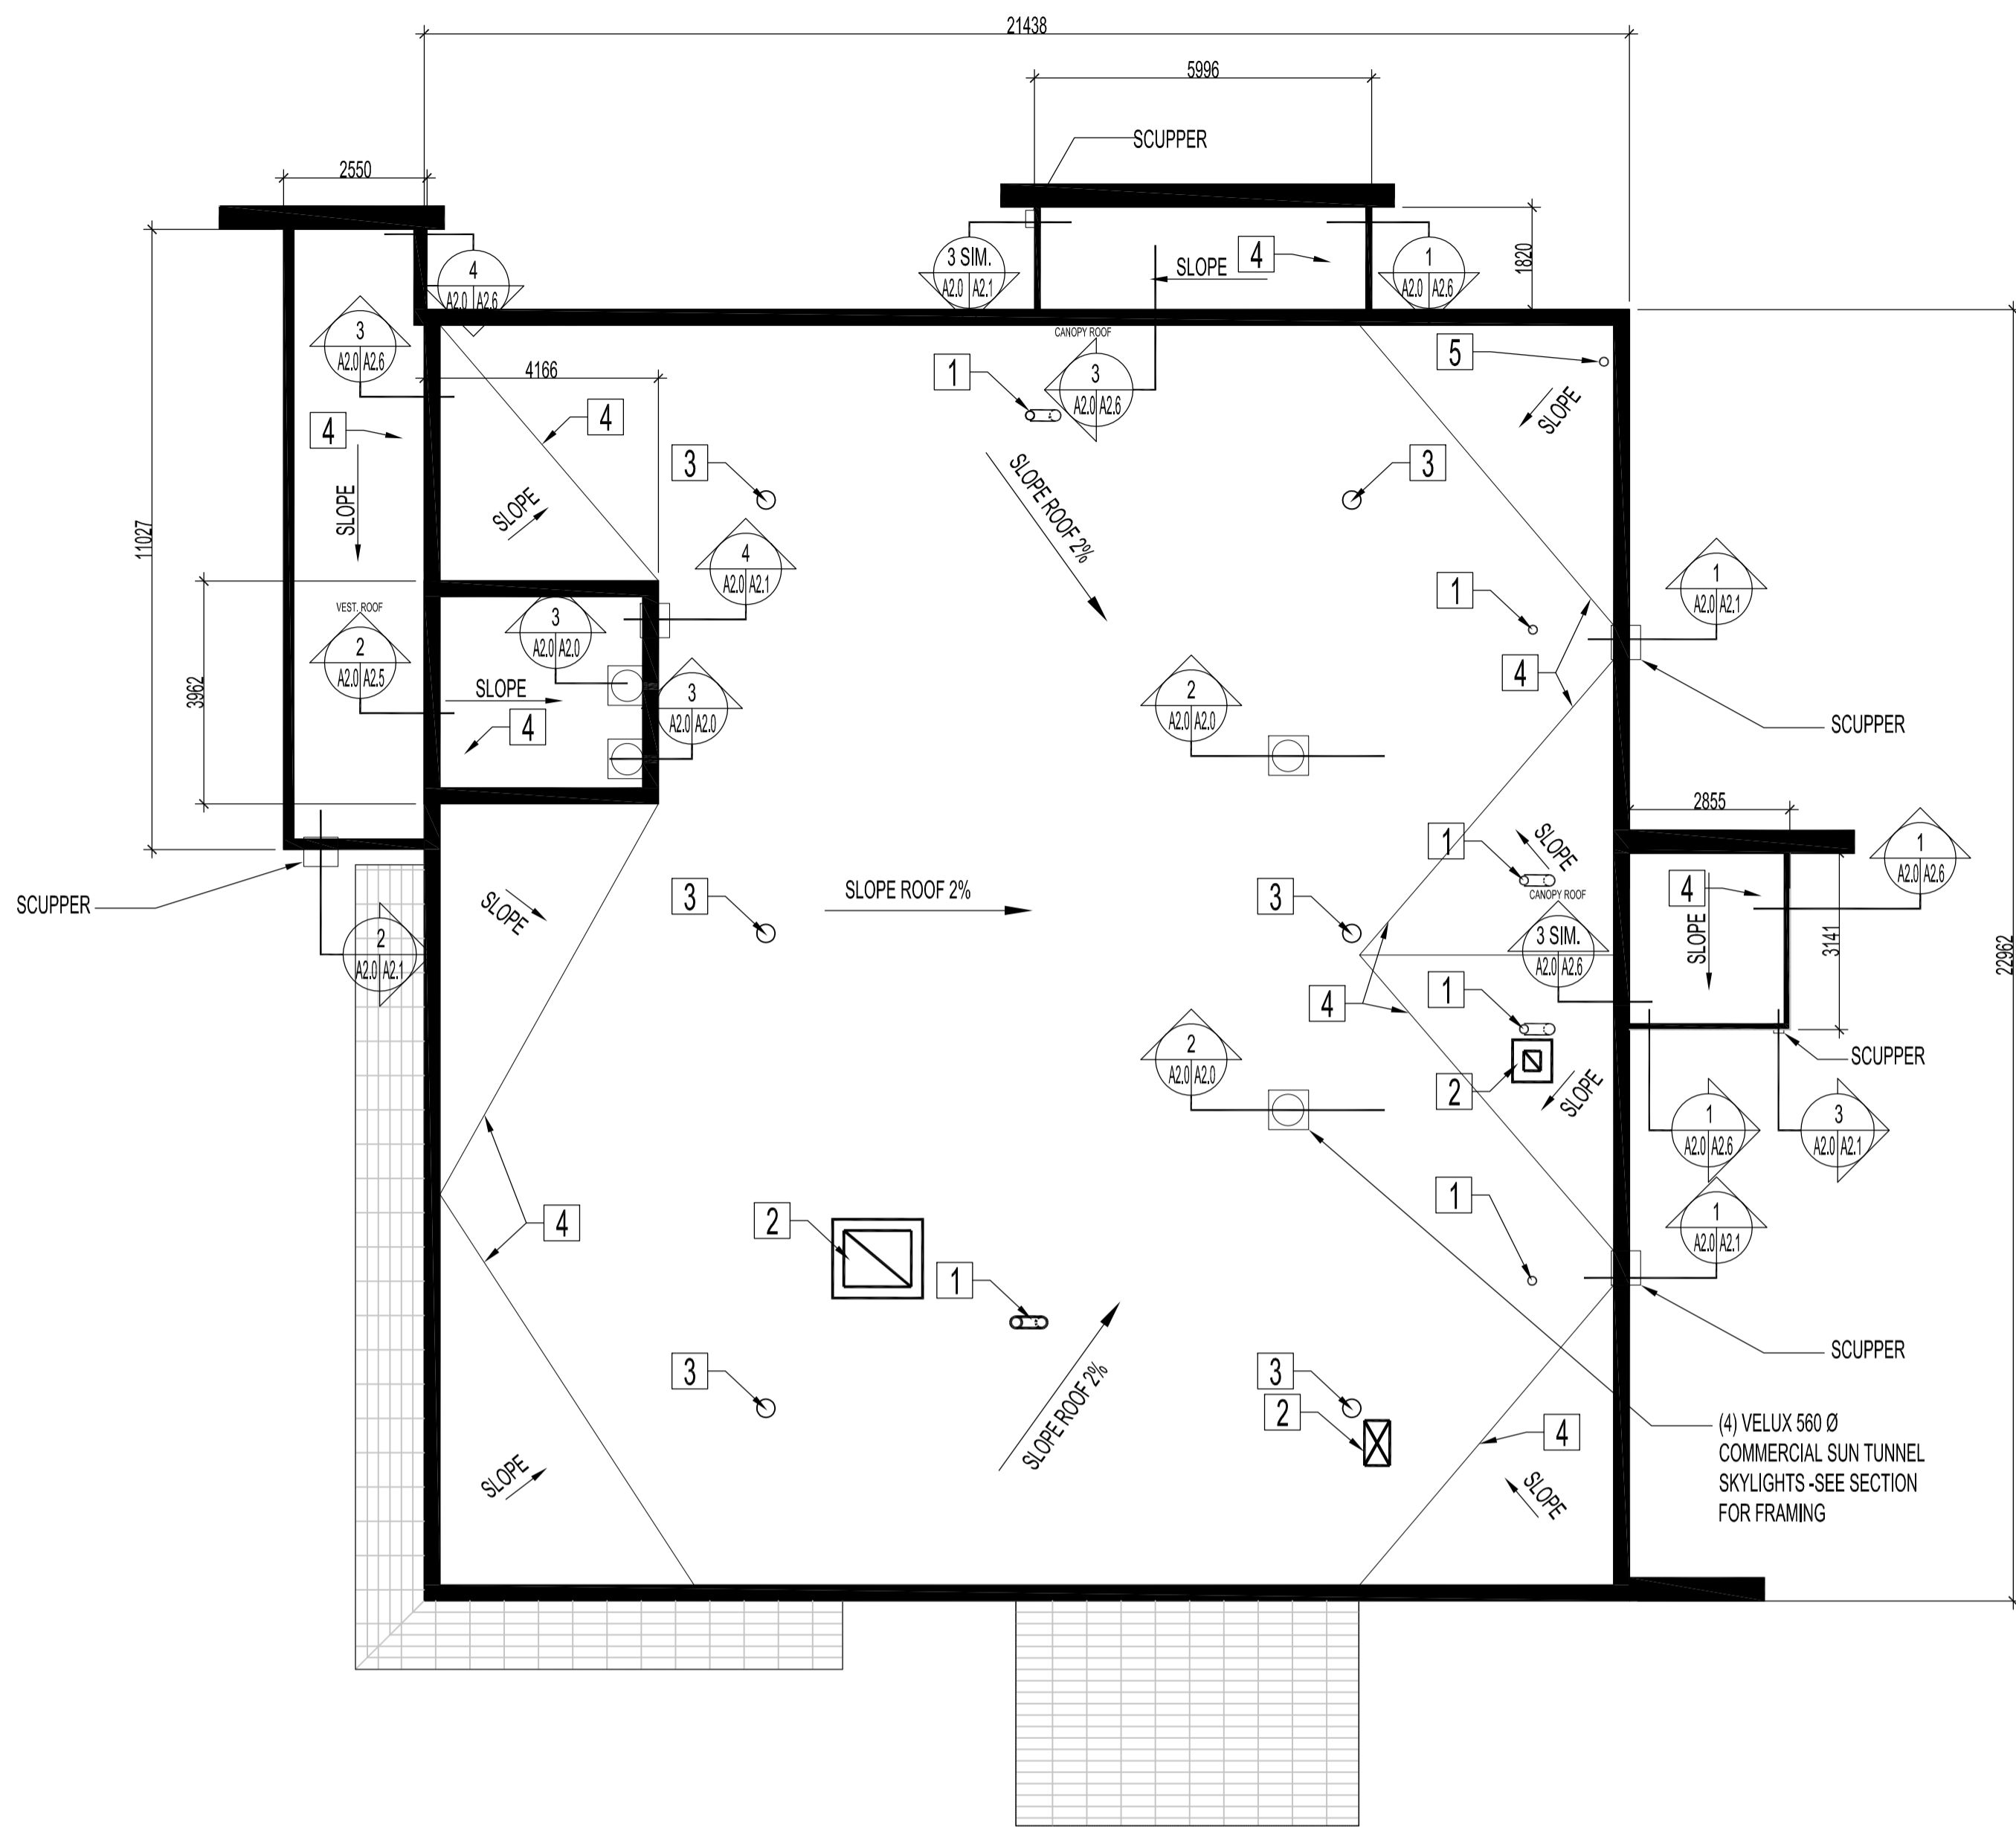 21438
5996
SCUPPER
2550
1820
3 SIM.
A2.0 A2.1
SLOPE
4
1
A2.0 A2.6
4
A2.0 A2.6
3
A2.0 A2.6
4
SLOPE
11027
4166
4
SLOPE
CANOPY ROOF
1
3
A2.0 A2.6
5
SLOPE
3
3
SLOPE ROOF 2%
4
A2.0 A2.1
1
1
A2.0 A2.1
4
SCUPPER
3962
VEST. ROOF
2
A2.0 A2.5
3
A2.0 A2.0
SLOPE
4
3
A2.0 A2.0
2
A2.0 A2.0
2855
1
SLOPE
1
A2.0 A2.6
4
SLOPE
3141
22962
SCUPPER
2
A2.0 A2.1
SLOPE
3
SLOPE ROOF 2%
3
CANOPY ROOF
3 SIM.
A2.0 A2.6
4
1
SCUPPER
2
A2.0 A2.0
2
SLOPE
1
A2.0 A2.6
3
A2.0 A2.1
1
1
A2.0 A2.1
4
2
1
SCUPPER
3
SLOPE ROOF 2%
3
2
4
SLOPE
SLOPE
(4) VELUX 560 Ø
COMMERCIAL SUN TUNNEL
SKYLIGHTS -SEE SECTION
FOR FRAMING